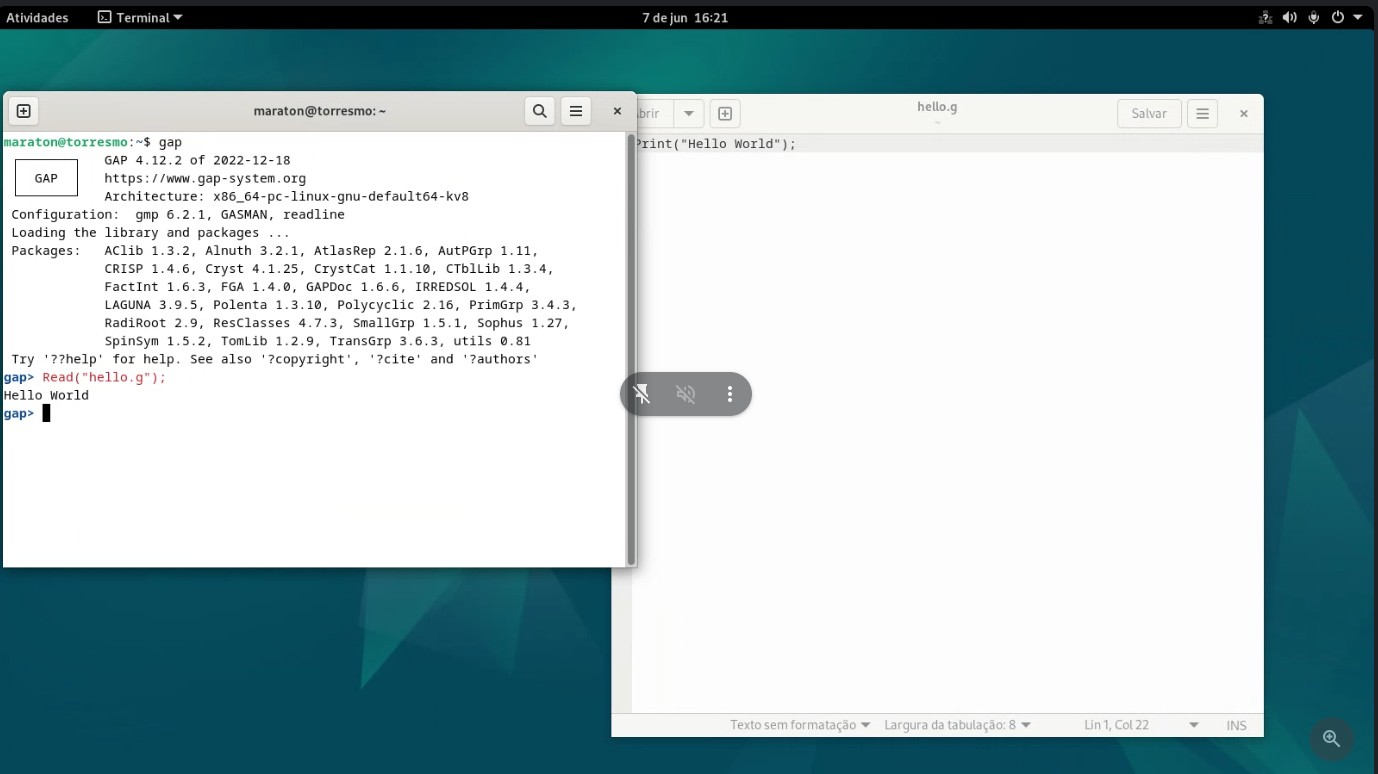 Atividades Terminal 7 de jun 16:21
maraton@torresmo: ~
maraton@torresmo:~$ gap
GAP 4.12.2 of 2022-12-18
GAP https://www.gap-system.org
Architecture: x86_64-pc-linux-gnu-default64-kv8
Configuration: gmp 6.2.1, GASMAN, readline
Loading the library and packages ...
Packages: AClib 1.3.2, Alnuth 3.2.1, AtlasRep 2.1.6, AutPGrp 1.11,
CRISP 1.4.6, Cryst 4.1.25, CrystCat 1.1.10, CTblLib 1.3.4,
FactInt 1.6.3, FGA 1.4.0, GAPDoc 1.6.6, IRREDSOL 1.4.4,
LAGUNA 3.9.5, Polenta 1.3.10, Polycyclic 2.16, PrimGrp 3.4.3,
RadiRoot 2.9, ResClasses 4.7.3, SmallGrp 1.5.1, Sophus 1.27,
SpinSym 1.5.2, TomLib 1.2.9, TransGrp 3.6.3, utils 0.81
Try '??help' for help. See also '?copyright', '?cite' and '?authors'
gap> Read("hello.g");
Hello World
gap>
brir hello.g Salvar
~
Print("Hello World");
Texto sem formatação Largura da tabulação: 8 Lin 1, Col 22 INS